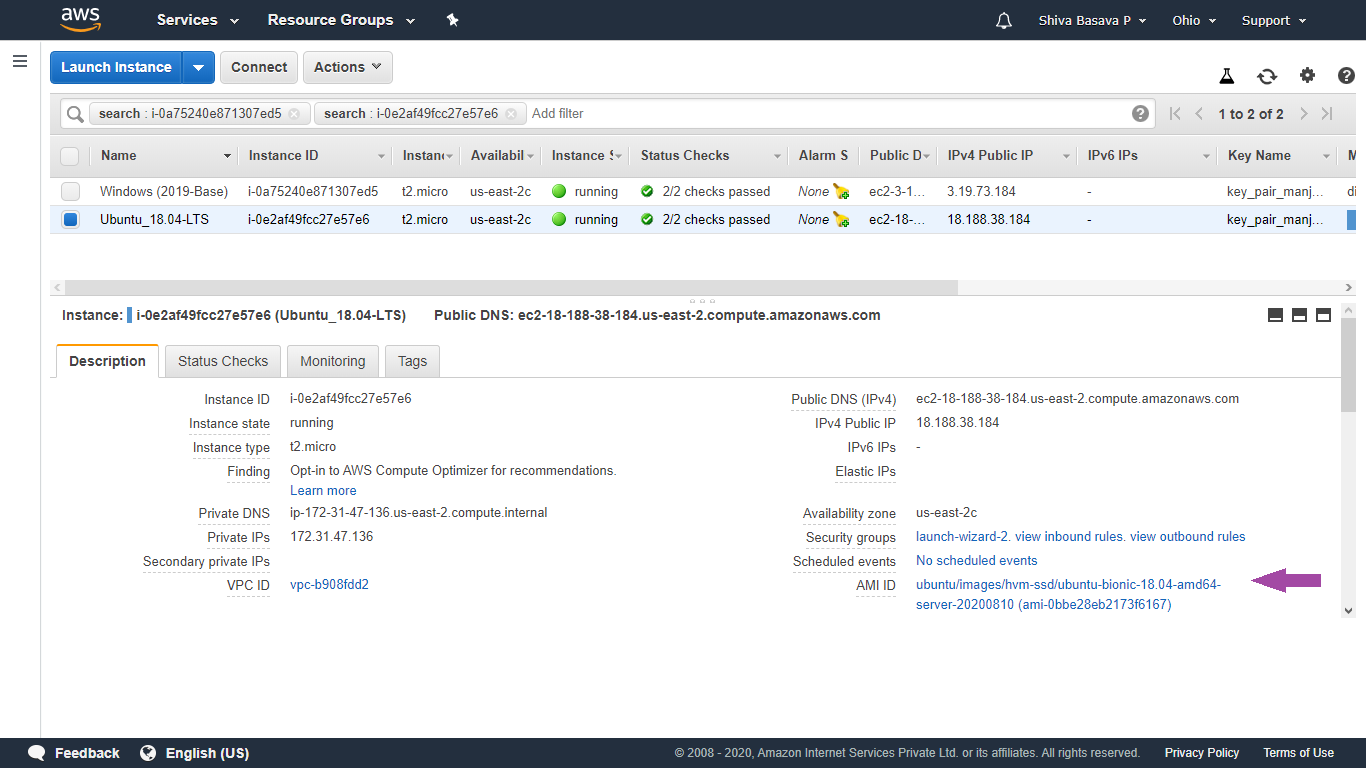 aws Services Resource Groups Shiva Basava P Ohio Support
Launch Instance Connect Actions
search : i-0a75240e871307ed5 search : i-0e2af49fcc27e57e6 Add filter 1 to 2 of 2
Name Instance ID Instanc Availabil Instance S Status Checks Alarm S Public D IPv4 Public IP IPv6 IPs Key Name M
Windows (2019-Base) i-0a75240e871307ed5 t2.micro us-east-2c running 2/2 checks passed None ec2-3-1... 3.19.73.184 - key_pair_manj... di
Ubuntu_18.04-LTS i-0e2af49fcc27e57e6 t2.micro us-east-2c running 2/2 checks passed None ec2-18-... 18.188.38.184 - key_pair_manj...
Instance: i-0e2af49fcc27e57e6 (Ubuntu_18.04-LTS) Public DNS: ec2-18-188-38-184.us-east-2.compute.amazonaws.com
Description Status Checks Monitoring Tags
Instance ID i-0e2af49fcc27e57e6 Public DNS (IPv4) ec2-18-188-38-184.us-east-2.compute.amazonaws.com
Instance state running IPv4 Public IP 18.188.38.184
Instance type t2.micro IPv6 IPs -
Finding Opt-in to AWS Compute Optimizer for recommendations. Elastic IPs
Learn more
Private DNS ip-172-31-47-136.us-east-2.compute.internal Availability zone us-east-2c
Private IPs 172.31.47.136 Security groups launch-wizard-2. view inbound rules. view outbound rules
Secondary private IPs Scheduled events No scheduled events
VPC ID vpc-b908fdd2 AMI ID ubuntu/images/hvm-ssd/ubuntu-bionic-18.04-amd64-
server-20200810 (ami-0bbe28eb2173f6167)
Feedback English (US) © 2008 - 2020, Amazon Internet Services Private Ltd. or its affiliates. All rights reserved. Privacy Policy Terms of Use